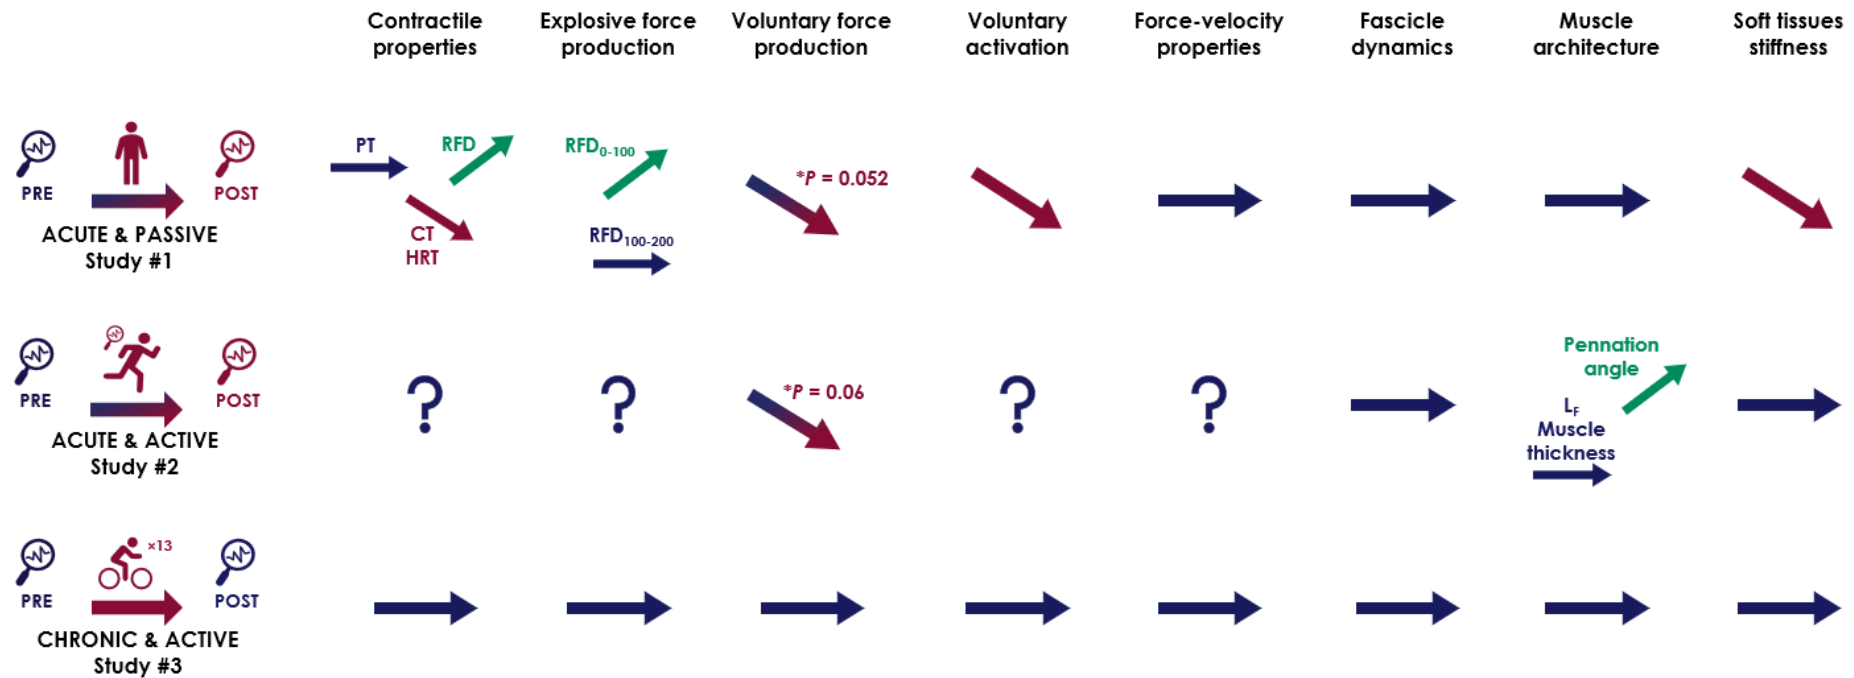 Contractile
properties
Explosive force
production
Voluntary force
production
Voluntary
activation
Force-velocity
properties
Fascicle
dynamics
Muscle
architecture
Soft tissues
stiffness
PRE
POST
ACUTE & PASSIVE
Study #1
PT
RFD
CT
HRT
RFD0-100
RFD100-200
*P = 0.052
PRE
POST
ACUTE & ACTIVE
Study #2
?
?
*P = 0.06
?
?
Pennation
angle
LF
Muscle
thickness
×13
PRE
POST
CHRONIC & ACTIVE
Study #3